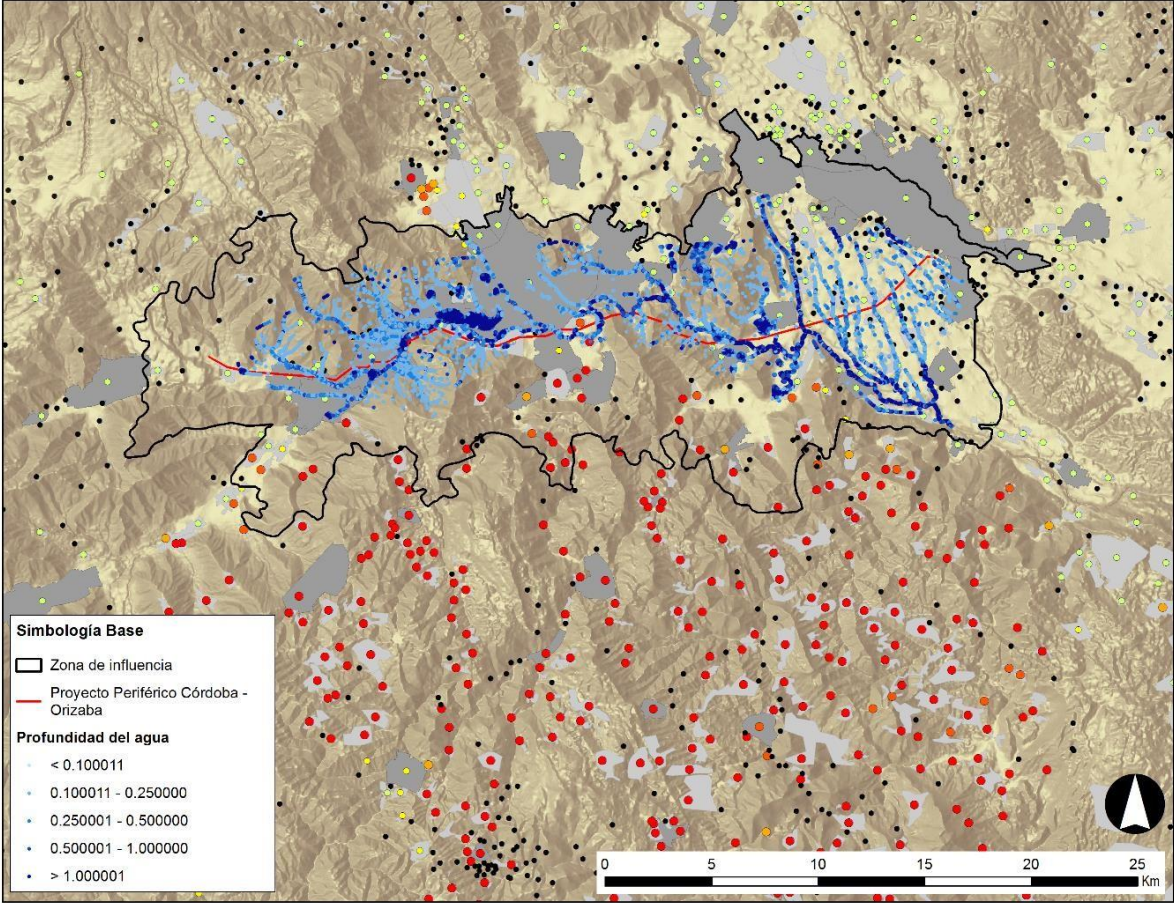 Simbología Base
Zona de influencia
Proyecto Periférico Córdoba -
Orizaba
Profundidad del agua
< 0.100011
0.100011 - 0.250000
0.250001 - 0.500000
0.500001 - 1.000000
> 1.000001
0 5 10 15 20 25
Km